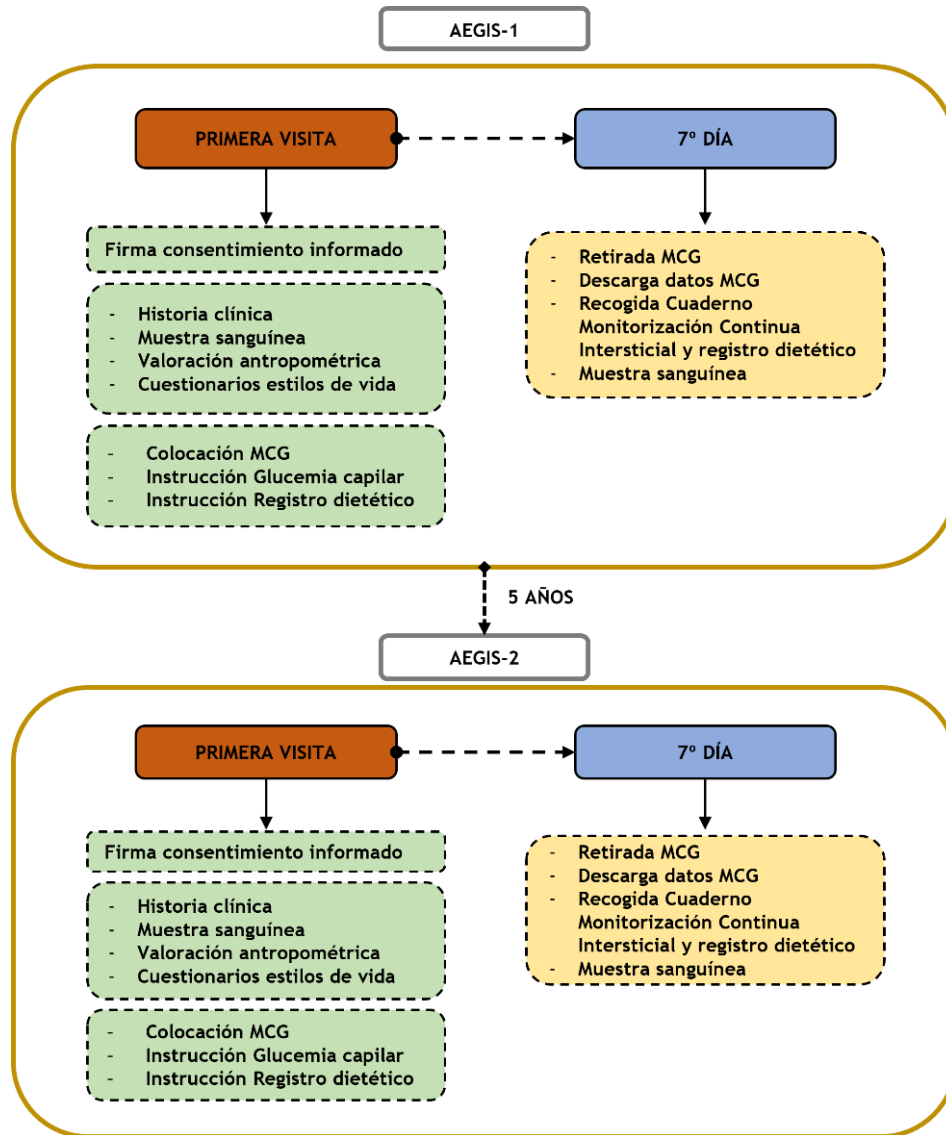 AEGIS-1
PRIMERA VISITA
7º DÍA
Firma consentimiento informado
- Historia clínica
- Muestra sanguínea
- Valoración antropométrica
- Cuestionarios estilos de vida
- Colocación MCG
- Instrucción Glucemia capilar
- Instrucción Registro dietético
- Retirada MCG
- Descarga datos MCG
- Recogida Cuaderno
Monitorización Continua
Intersticial y registro dietético
- Muestra sanguínea
5 AÑOS
AEGIS-2
PRIMERA VISITA
7º DÍA
Firma consentimiento informado
- Historia clínica
- Muestra sanguínea
- Valoración antropométrica
- Cuestionarios estilos de vida
- Colocación MCG
- Instrucción Glucemia capilar
- Instrucción Registro dietético
- Retirada MCG
- Descarga datos MCG
- Recogida Cuaderno
Monitorización Continua
Intersticial y registro dietético
- Muestra sanguínea